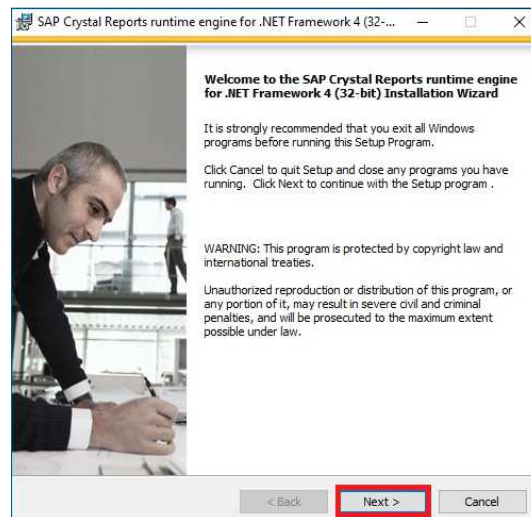 SAP Crystal Reports runtime engine for .NET Framework 4 (32-...
Welcome to the SAP Crystal Reports runtime engine
for .NET Framework 4 (32-bit) Installation Wizard
It is strongly recommended that you exit all Windows
programs before running this Setup Program.
Click Cancel to quit Setup and close any programs you have
running. Click Next to continue with the Setup program .
WARNING: This program is protected by copyright law and
international treaties.
Unauthorized reproduction or distribution of this program, or
any portion of it, may result in severe civil and criminal
penalties, and will be prosecuted to the maximum extent
possible under law.
< Back Next > Cancel